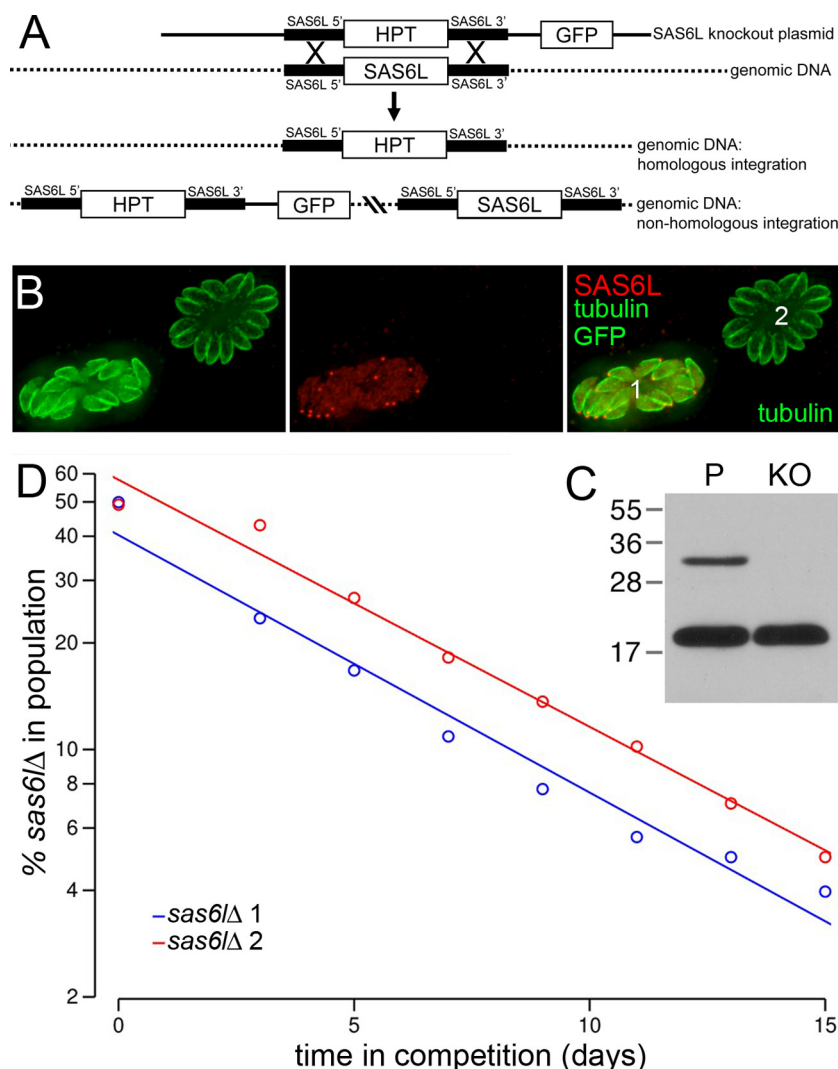 A
SAS6L 5’ HPT SAS6L 3’ GFP SAS6L knockout plasmid
SAS6L 5’ SAS6L SAS6L 3’ genomic DNA
SAS6L 5’ HPT SAS6L 3’ genomic DNA:
homologous integration
SAS6L 5’ HPT SAS6L 3’ GFP SAS6L 5’ SAS6L SAS6L 3’ genomic DNA:
non-homologous integration
B
SAS6L
tubulin
GFP
1
2
tubulin
C
P KO
55
36
28
17
D
% sas6lΔ in population
60
50
40
30
20
10
8
6
4
2
sas6lΔ 1
sas6lΔ 2
0 5 10 15
time in competition (days)